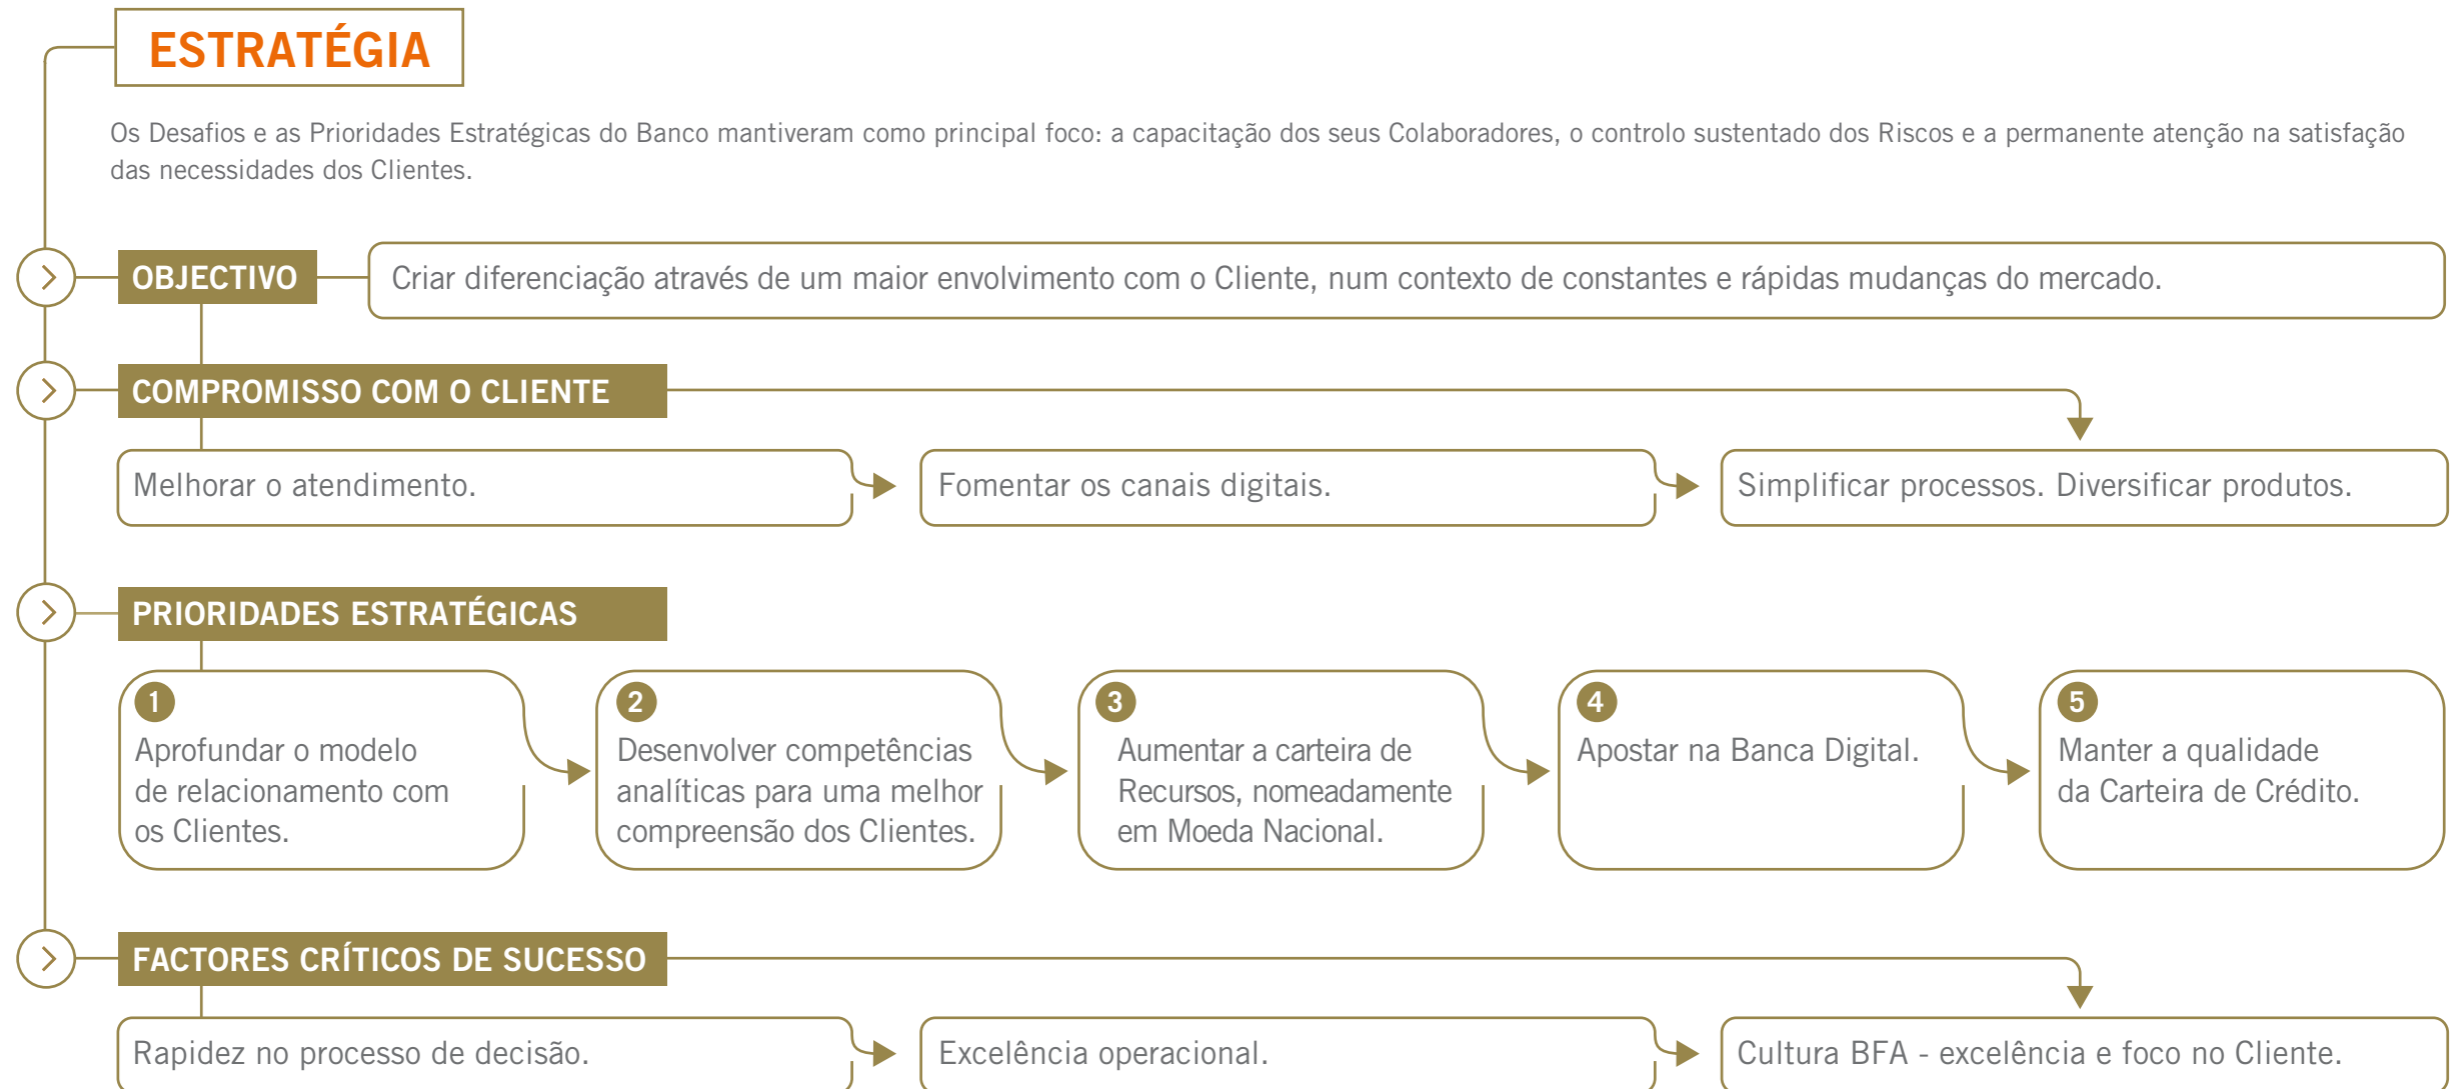 ESTRATÉGIA
Os Desafios e as Prioridades Estratégicas do Banco mantiveram como principal foco: a capacitação dos seus Colaboradores, o controlo sustentado dos Riscos e a permanente atenção na satisfação
das necessidades dos Clientes.
OBJECTIVO
Criar diferenciação através de um maior envolvimento com o Cliente, num contexto de constantes e rápidas mudanças do mercado.
COMPROMISSO COM O CLIENTE
Melhorar o atendimento.
Fomentar os canais digitais.
Simplificar processos. Diversificar produtos.
PRIORIDADES ESTRATÉGICAS
1
Aprofundar o modelo
de relacionamento com
os Clientes.
2
Desenvolver competências
analíticas para uma melhor
compreensão dos Clientes.
3
Aumentar a carteira de
Recursos, nomeadamente
em Moeda Nacional.
4
Apostar na Banca Digital.
5
Manter a qualidade
da Carteira de Crédito.
FACTORES CRÍTICOS DE SUCESSO
Rapidez no processo de decisão.
Excelência operacional.
Cultura BFA - excelência e foco no Cliente.